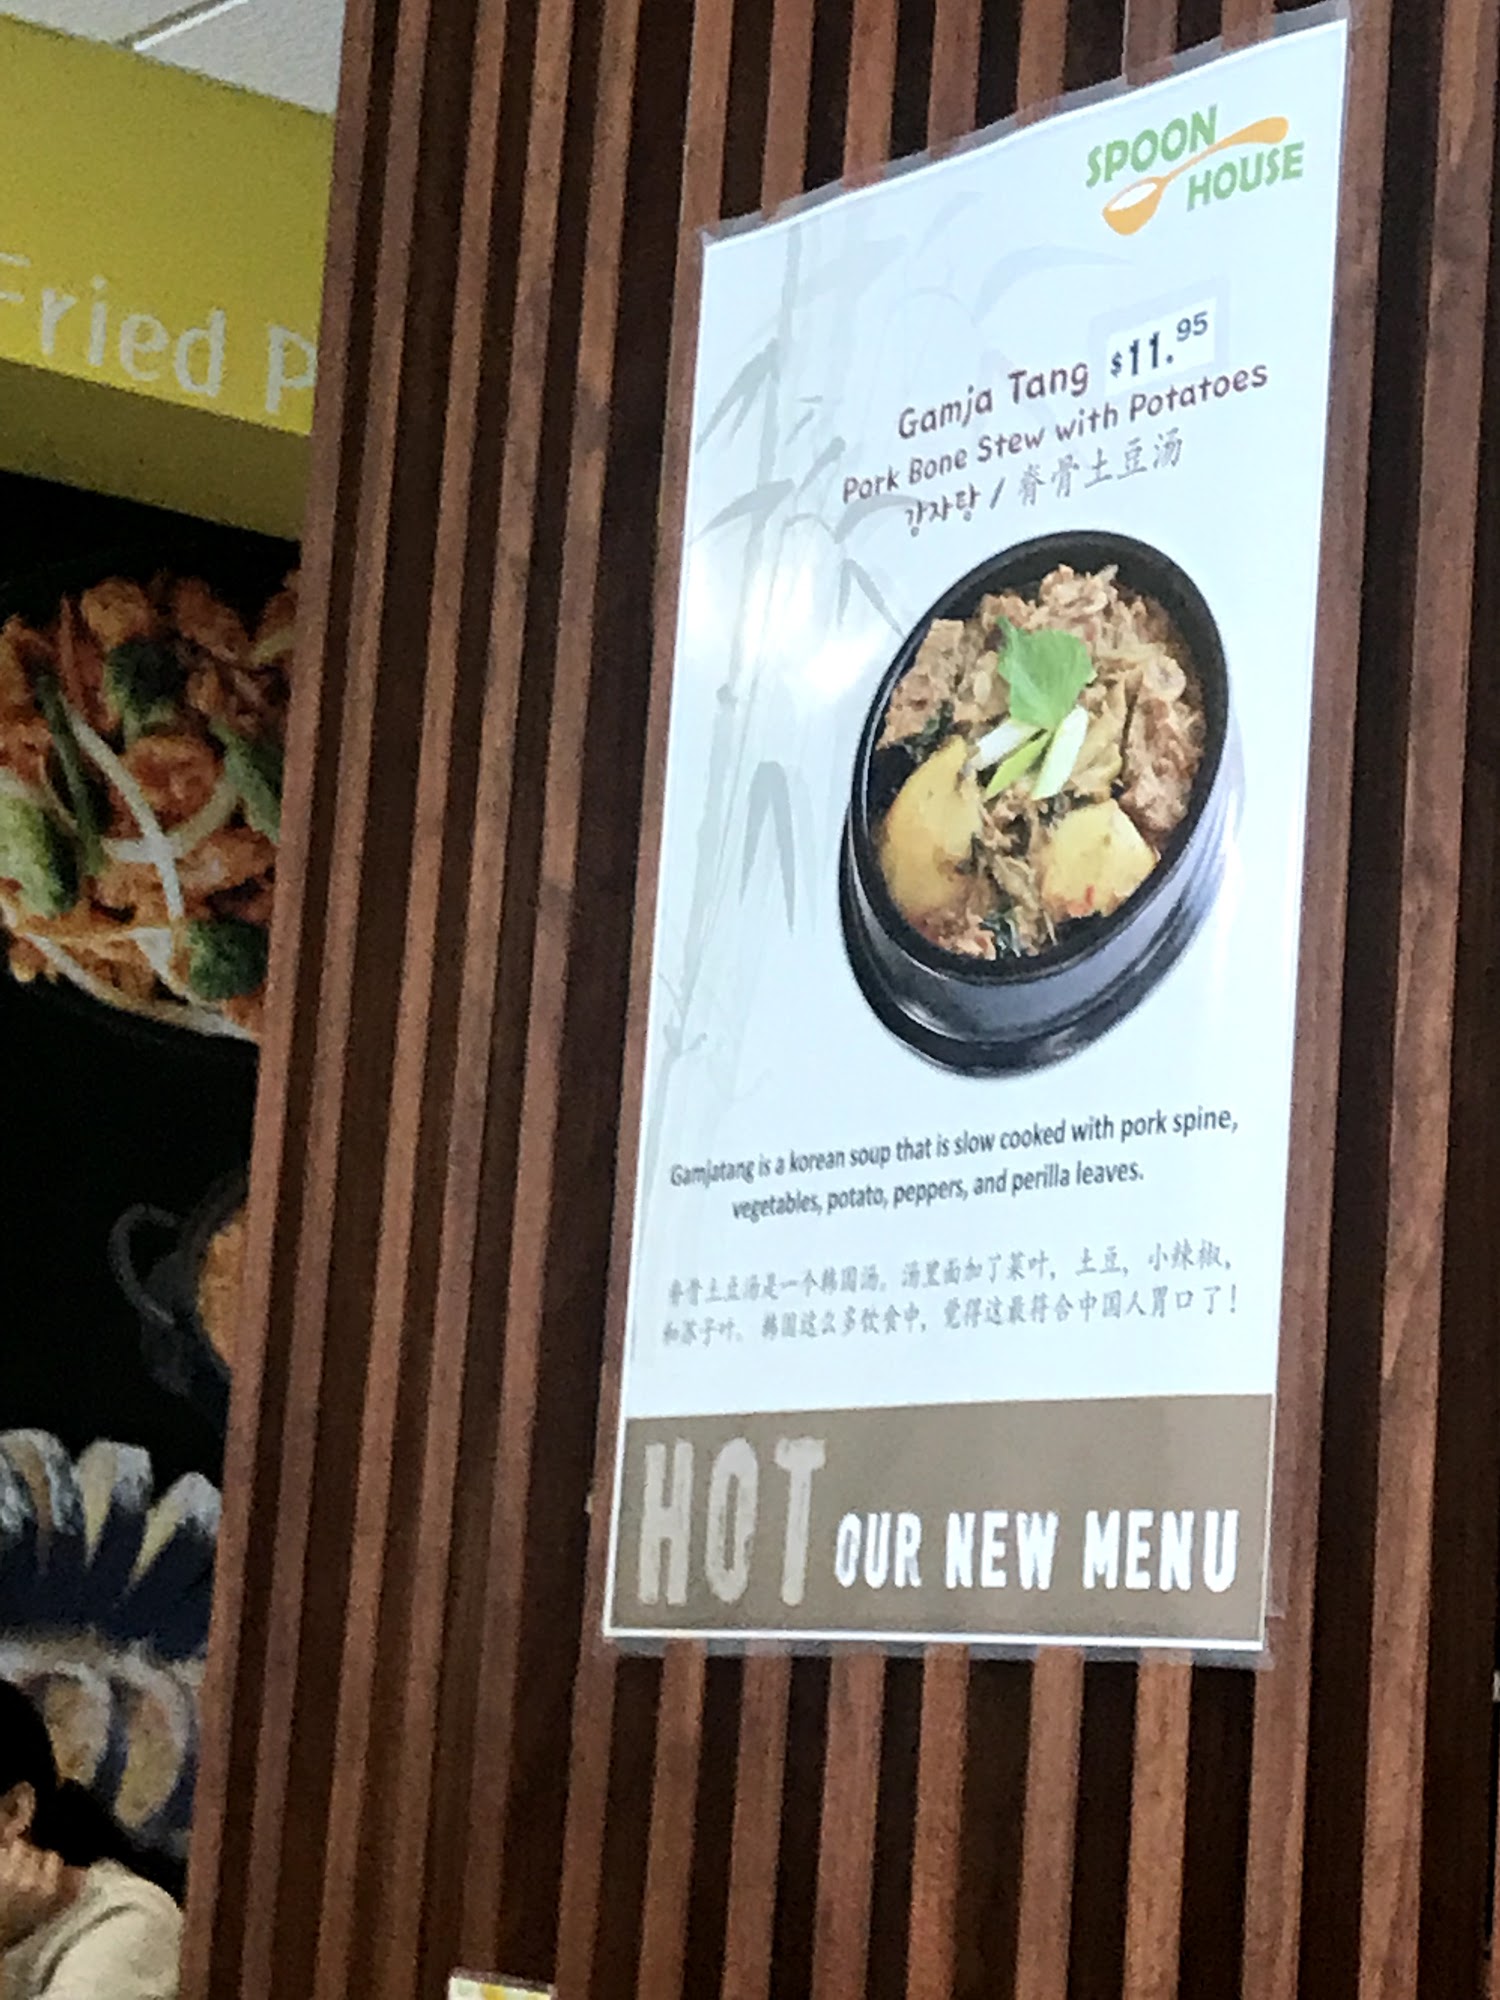 Fried P
SPOON
HOUSE
Gamja Tang $11.95
Pork Bone Stew with Potatoes
감자탕 / 脊骨土豆汤
Gamjatang is a korean soup that is slow cooked with pork spine,
vegetables, potato, peppers, and perilla leaves.
脊骨土豆汤是一个韩国汤。汤里面加了菜叶，土豆，小辣椒，
和苏子叶。韩国这么多饮食中，觉得这最符合中国人胃口了！
HOT OUR NEW MENU